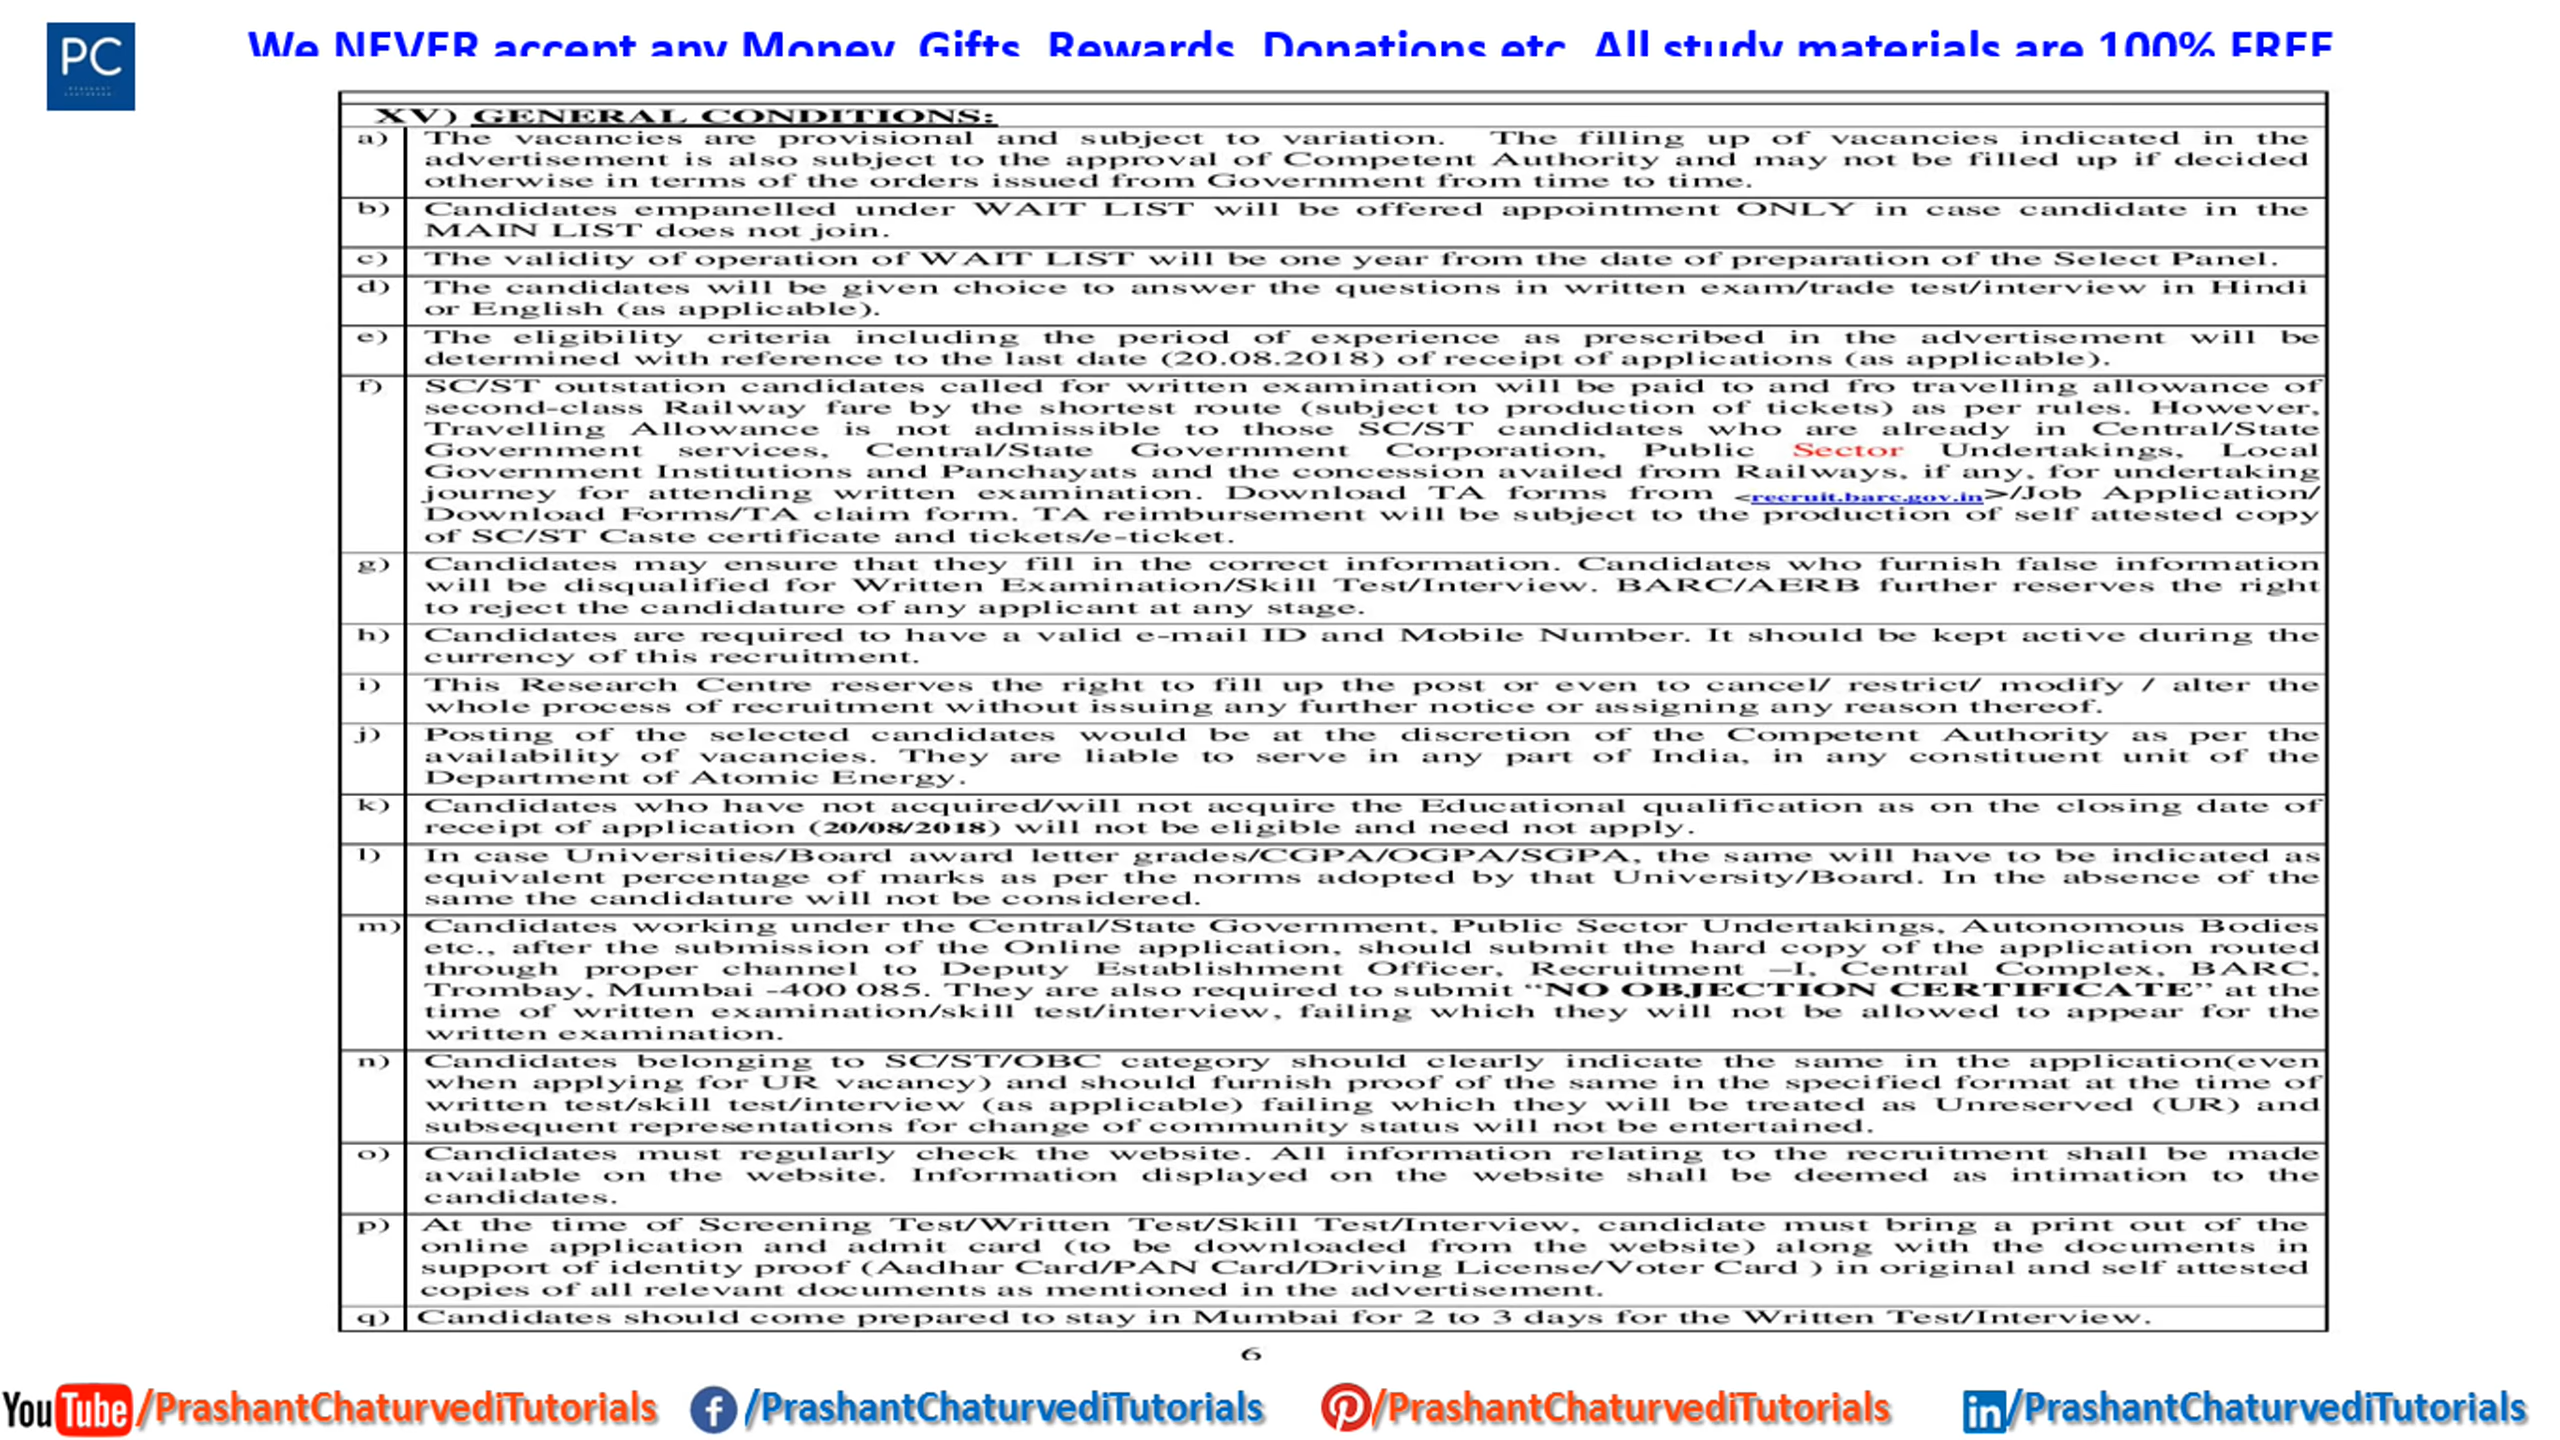 PC
We NEVER accept any Money, Gifts, Rewards, Donations etc. All study materials are 100% FREE
XV) GENERAL CONDITIONS:
a) The vacancies are provisional and subject to variation. The filling up of vacancies indicated in the
advertisement is also subject to the approval of Competent Authority and may not be filled up if decided
otherwise in terms of the orders issued from Government from time to time.
b) Candidates empanelled under WAIT LIST will be offered appointment ONLY in case candidate in the
MAIN LIST does not join.
c) The validity of operation of WAIT LIST will be one year from the date of preparation of the Select Panel.
d) The candidates will be given choice to answer the questions in written exam/trade test/interview in Hindi
or English (as applicable).
e) The eligibility criteria including the period of experience as prescribed in the advertisement will be
determined with reference to the last date (20.08.2018) of receipt of applications (as applicable).
f) SC/ST outstation candidates called for written examination will be paid to and fro travelling allowance of
second-class Railway fare by the shortest route (subject to production of tickets) as per rules. However,
Travelling Allowance is not admissible to those SC/ST candidates who are already in Central/State
Government services, Central/State Government Corporation, Public Sector Undertakings, Local
Government Institutions and Panchayats and the concession availed from Railways, if any, for undertaking
journey for attending written examination. Download TA forms from <recruit.barc.gov.in>/Job Application/
Download Forms/TA claim form. TA reimbursement will be subject to the production of self attested copy
of SC/ST Caste certificate and tickets/e-ticket.
g) Candidates may ensure that they fill in the correct information. Candidates who furnish false information
will be disqualified for Written Examination/Skill Test/Interview. BARC/AERB further reserves the right
to reject the candidature of any applicant at any stage.
h) Candidates are required to have a valid e-mail ID and Mobile Number. It should be kept active during the
currency of this recruitment.
i) This Research Centre reserves the right to fill up the post or even to cancel/ restrict/ modify / alter the
whole process of recruitment without issuing any further notice or assigning any reason thereof.
j) Posting of the selected candidates would be at the discretion of the Competent Authority as per the
availability of vacancies. They are liable to serve in any part of India, in any constituent unit of the
Department of Atomic Energy.
k) Candidates who have not acquired/will not acquire the Educational qualification as on the closing date of
receipt of application (20/08/2018) will not be eligible and need not apply.
l) In case Universities/Board award letter grades/CGPA/OGPA/SGPA, the same will have to be indicated as
equivalent percentage of marks as per the norms adopted by that University/Board. In the absence of the
same the candidature will not be considered.
m) Candidates working under the Central/State Government, Public Sector Undertakings, Autonomous Bodies
etc., after the submission of the Online application, should submit the hard copy of the application routed
through proper channel to Deputy Establishment Officer, Recruitment –I, Central Complex, BARC,
Trombay, Mumbai -400 085. They are also required to submit “NO OBJECTION CERTIFICATE” at the
time of written examination/skill test/interview, failing which they will not be allowed to appear for the
written examination.
n) Candidates belonging to SC/ST/OBC category should clearly indicate the same in the application(even
when applying for UR vacancy) and should furnish proof of the same in the specified format at the time of
written test/skill test/interview (as applicable) failing which they will be treated as Unreserved (UR) and
subsequent representations for change of community status will not be entertained.
o) Candidates must regularly check the website. All information relating to the recruitment shall be made
available on the website. Information displayed on the website shall be deemed as intimation to the
candidates.
p) At the time of Screening Test/Written Test/Skill Test/Interview, candidate must bring a print out of the
online application and admit card (to be downloaded from the website) along with the documents in
support of identity proof (Aadhar Card/PAN Card/Driving License/Voter Card ) in original and self attested
copies of all relevant documents as mentioned in the advertisement.
q) Candidates should come prepared to stay in Mumbai for 2 to 3 days for the Written Test/Interview.
6
YouTube/PrashantChaturvediTutorials f/PrashantChaturvediTutorials /PrashantChaturvediTutorials in/PrashantChaturvediTutorials